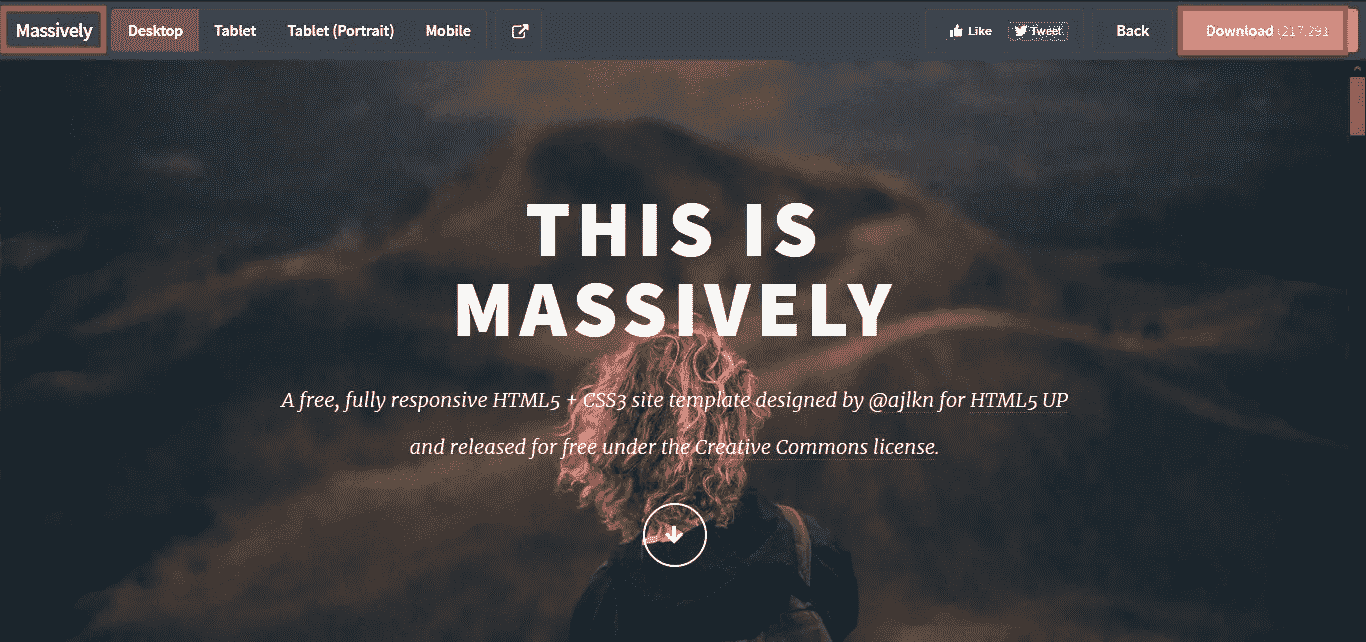 Massively Desktop Tablet Tablet (Portrait) Mobile Like Tweet Back Download (217,291
THIS IS
MASSIVELY
A free, fully responsive HTML5 + CSS3 site template designed by @ajlkn for HTML5 UP
and released for free under the Creative Commons license.